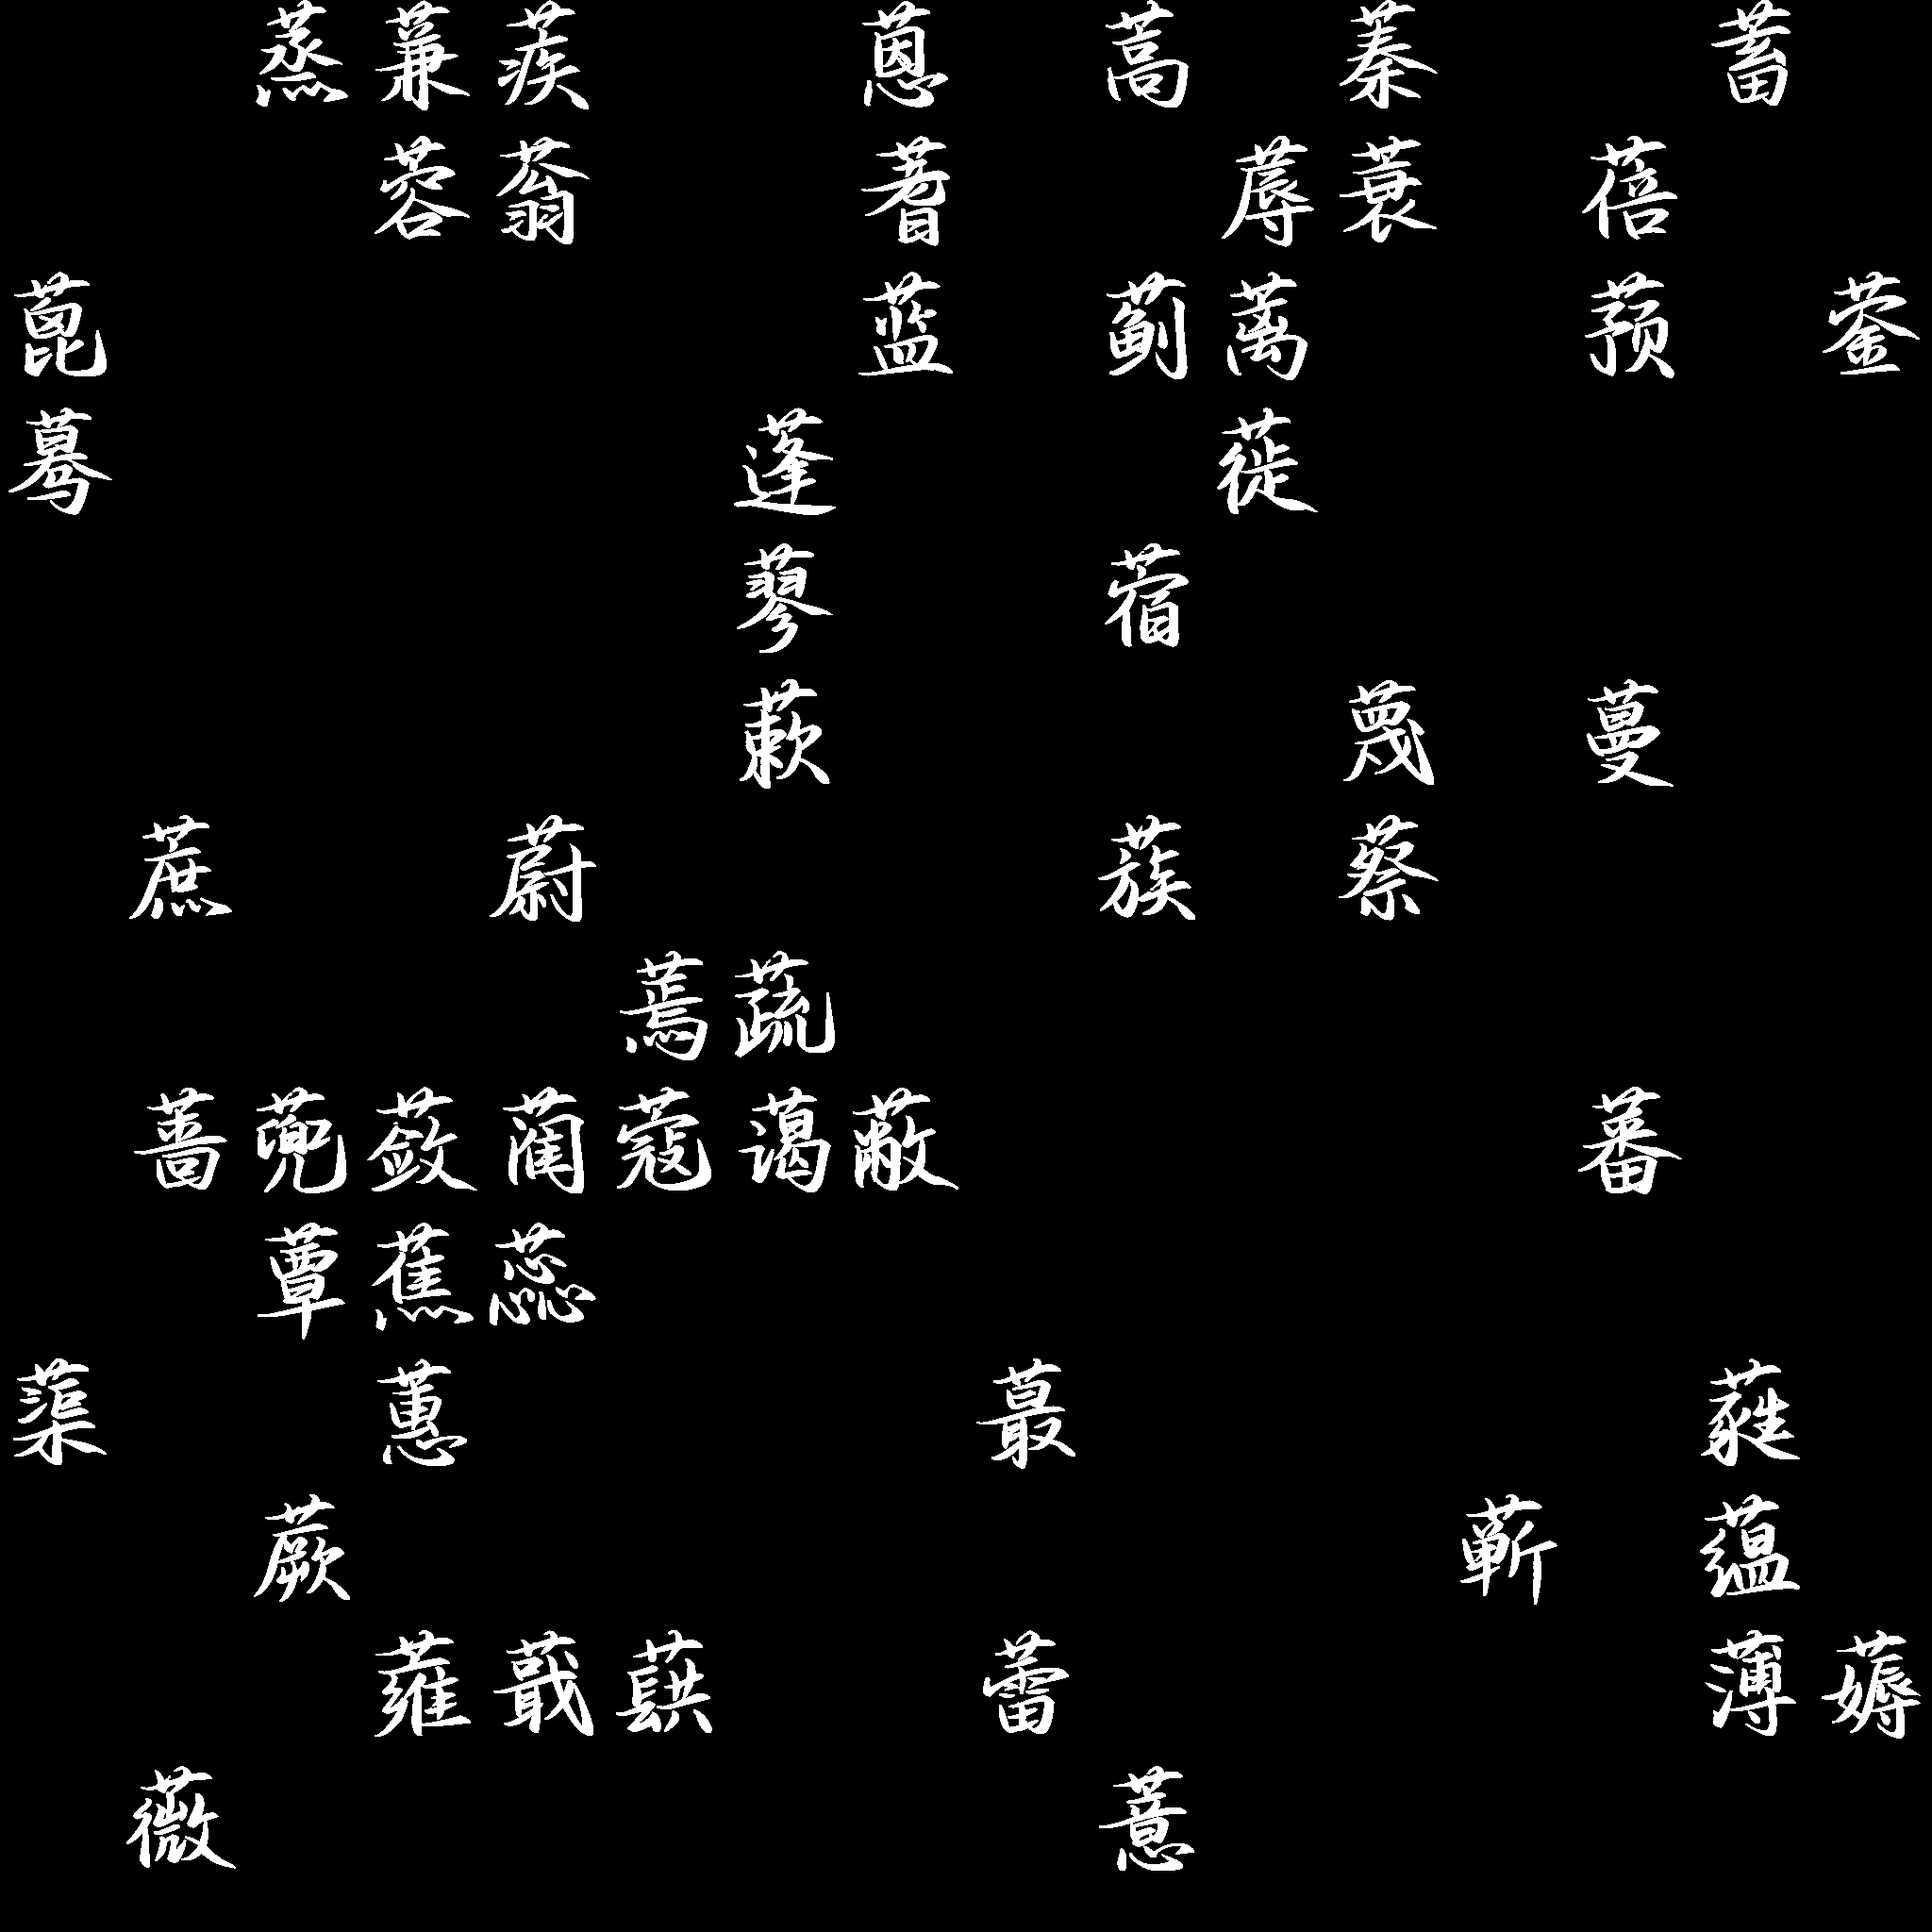 蒸蒹蒺蒽蒿蓁蓄
蓉蓊蓍蓐蓑蓓
蓖蓝蓟蓠蓣蓥
蓦蓬蓰
蓼蓿
蔌蔑蔓
蔗蔚蔟蔡
蔫蔬
蔷蔸蔹蔺蔻蔼蔽蕃
蕈蕉蕊
蕖蕙蕞蕤
蕨蕲蕴
蕹蕺蕻蕾薄薅
薇薏